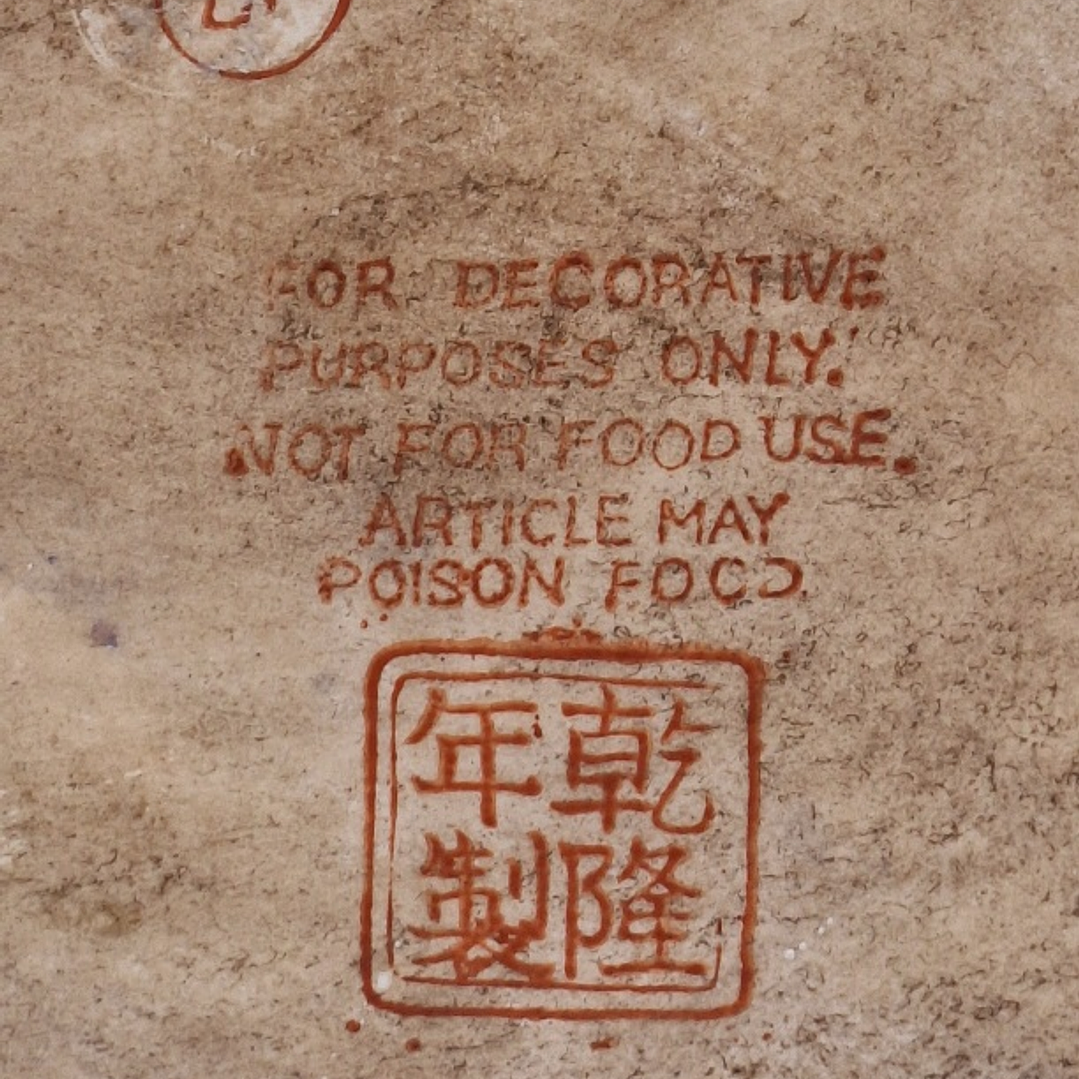 FOR DECORATIVE
PURPOSES ONLY.
NOT FOR FOOD USE.
ARTICLE MAY
POISON FOOD.
乾隆
年製